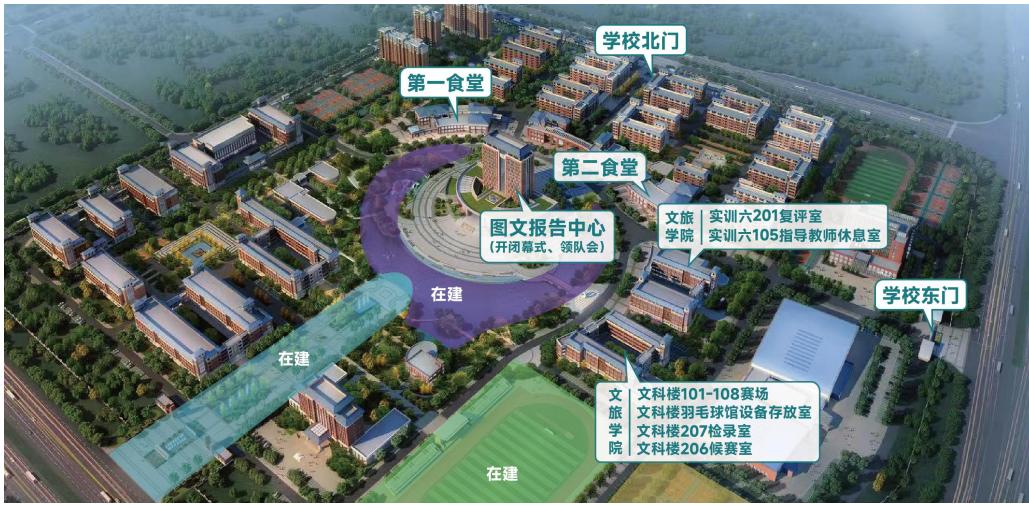 学校北门
第一食堂
第二食堂
图文报告中心
(开闭幕式、领队会)
文旅 实训六201复评室
学院 实训六105指导教师休息室
学校东门
在建
在建
文 文科楼101-108赛场
旅 文科楼羽毛球馆设备存放室
学 文科楼207检录室
院 文科楼206候赛室
在建